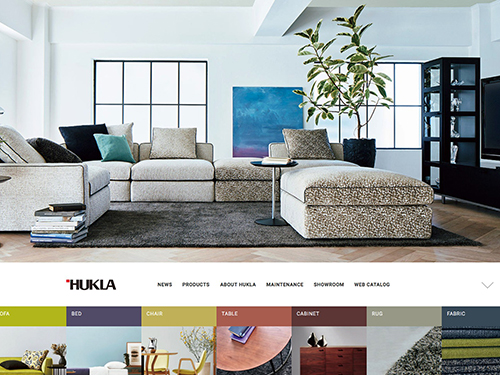 HUKLA
NEWS PRODUCTS ABOUT HUKLA MAINTENANCE SHOWROOM WEB CATALOG
OFA BED CHAIR TABLE CABINET RUG FABRIC